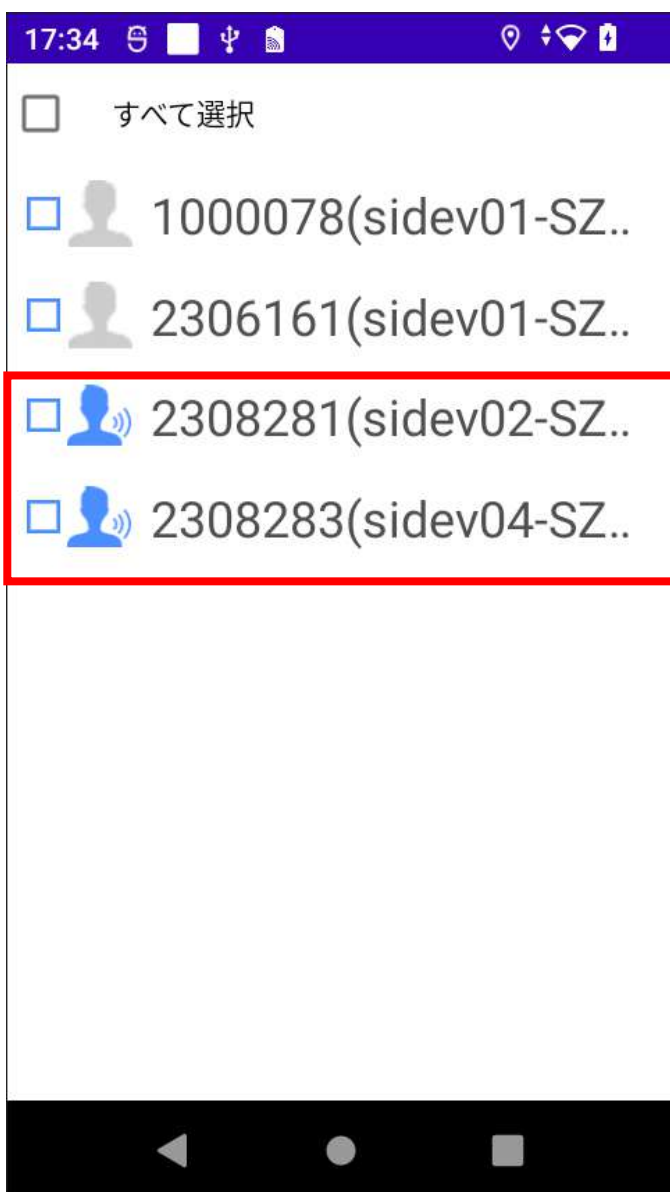 17:34
すべて選択
1000078(sidev01-SZ..
2306161(sidev01-SZ..
2308281(sidev02-SZ..
2308283(sidev04-SZ..